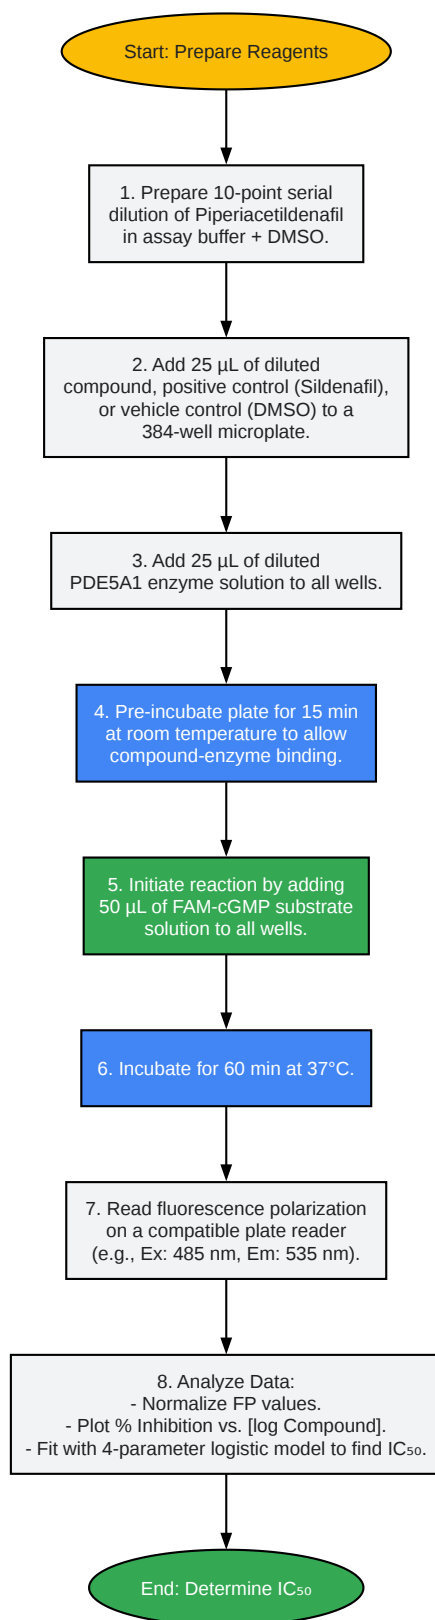 Start: Prepare Reagents
1. Prepare 10-point serial
dilution of Piperiacetildenafil
in assay buffer + DMSO.
2. Add 25 µL of diluted
compound, positive control (Sildenafil),
or vehicle control (DMSO) to a
384-well microplate.
3. Add 25 µL of diluted
PDE5A1 enzyme solution to all wells.
4. Pre-incubate plate for 15 min
at room temperature to allow
compound-enzyme binding.
5. Initiate reaction by adding
50 µL of FAM-cGMP substrate
solution to all wells.
6. Incubate for 60 min at 37°C.
7. Read fluorescence polarization
on a compatible plate reader
(e.g., Ex: 485 nm, Em: 535 nm).
8. Analyze Data:
- Normalize FP values.
- Plot % Inhibition vs. [log Compound].
- Fit with 4-parameter logistic model to find IC₅₀.
End: Determine IC₅₀